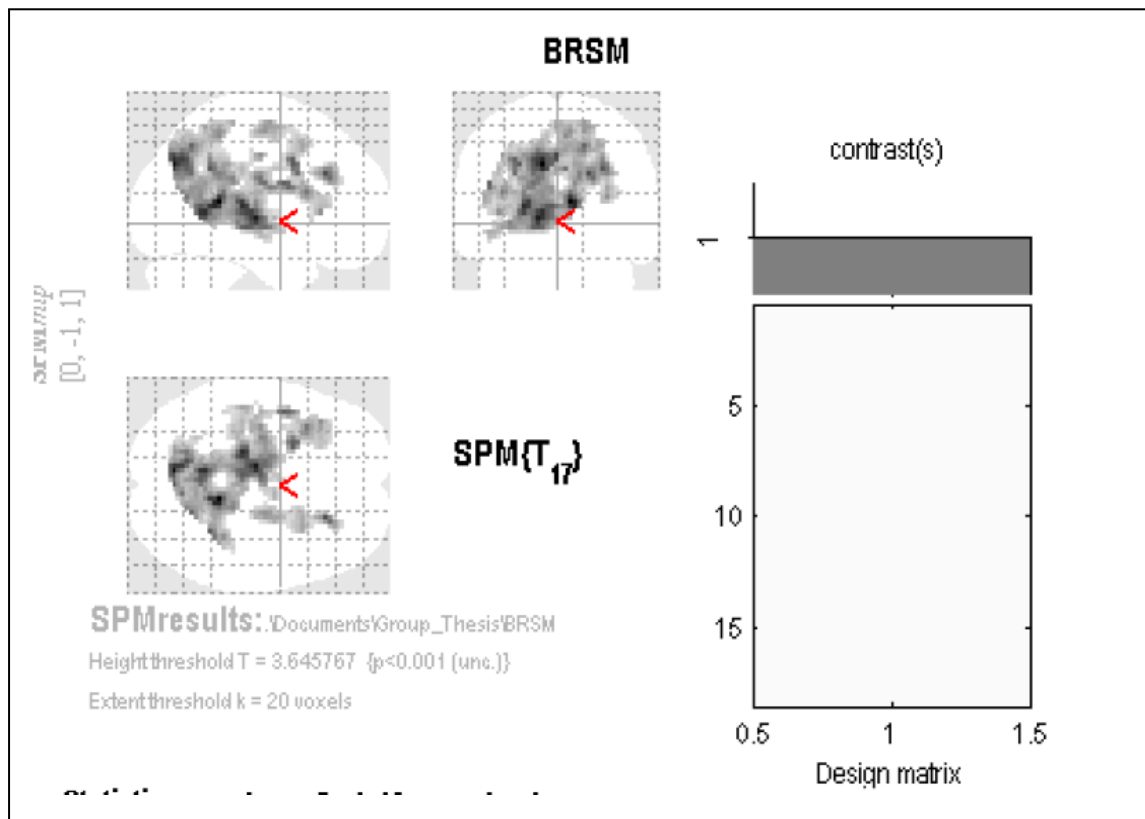 BRSM
contrast(s)
1
[0, -1, 1]
SPM{T17}
5
10
15
0.5 1 1.5
Design matrix
SPMresults: .\Documents\Group_Thesis\BRSM
Height threshold T = 3.645767 {p<0.001 (unc.)}
Extent threshold k = 20 voxels